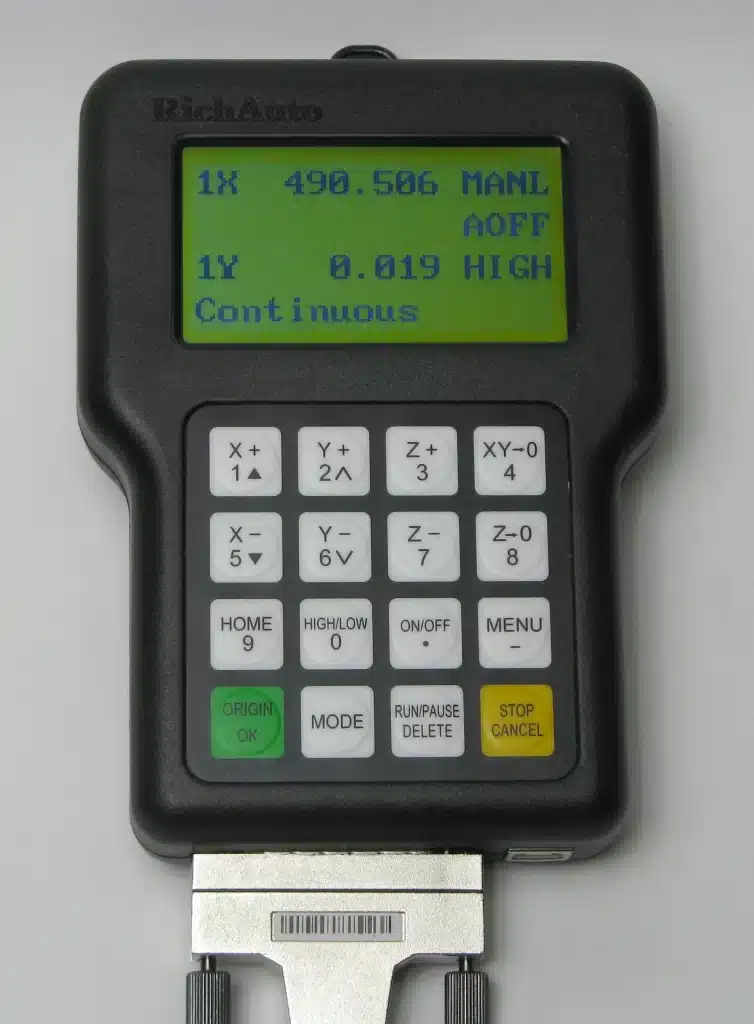 RichAuto
1X 490.506 MANL
AOFF
1Y 0.019 HIGH
Continuous
X + Y + Z + XY→0
1▲ 2∧ 3 4
X − Y − Z − Z→0
5▼ 6∨ 7 8
HOME HIGH/LOW ON/OFF MENU
9 0 • −
ORIGIN MODE RUN/PAUSE STOP
OK DELETE CANCEL